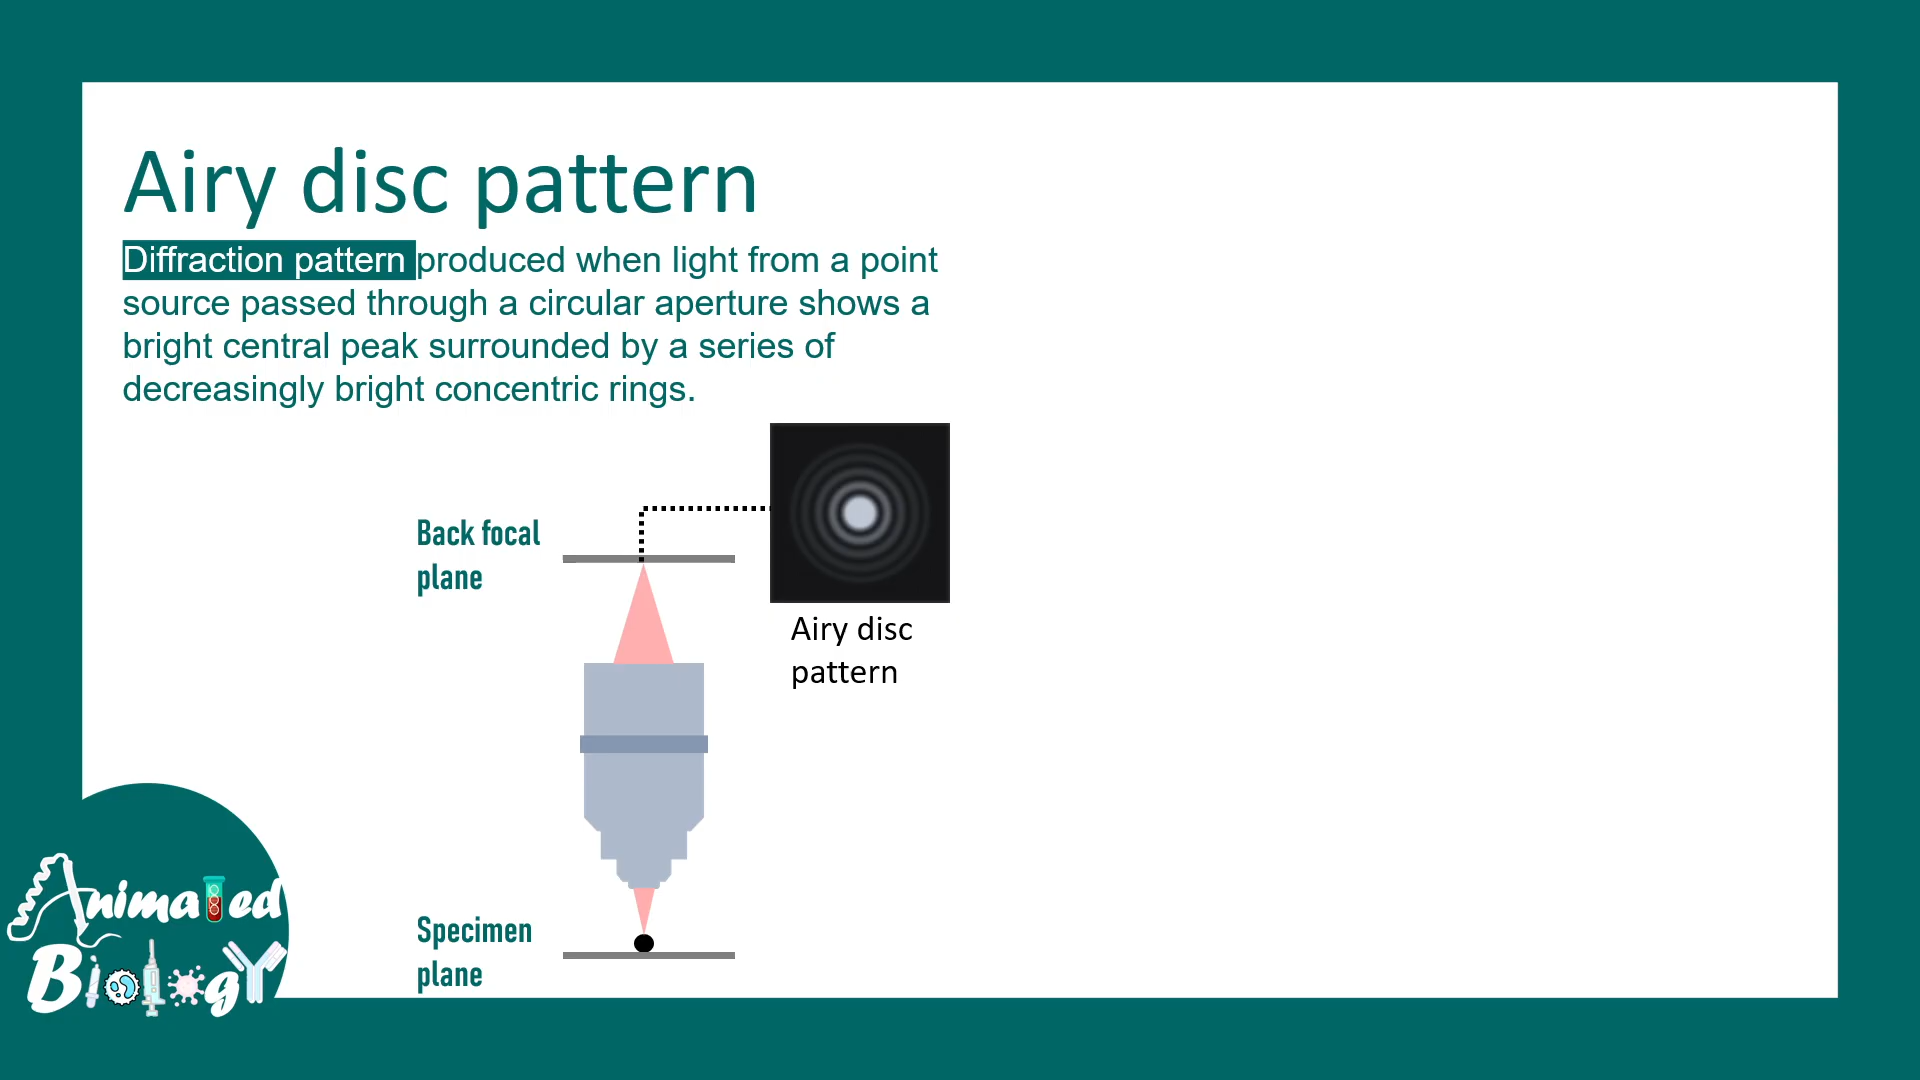 Airy disc pattern
Diffraction pattern produced when light from a point
source passed through a circular aperture shows a
bright central peak surrounded by a series of
decreasingly bright concentric rings.
Back focal
plane
Airy disc
pattern
Specimen
plane
Animated
Biology